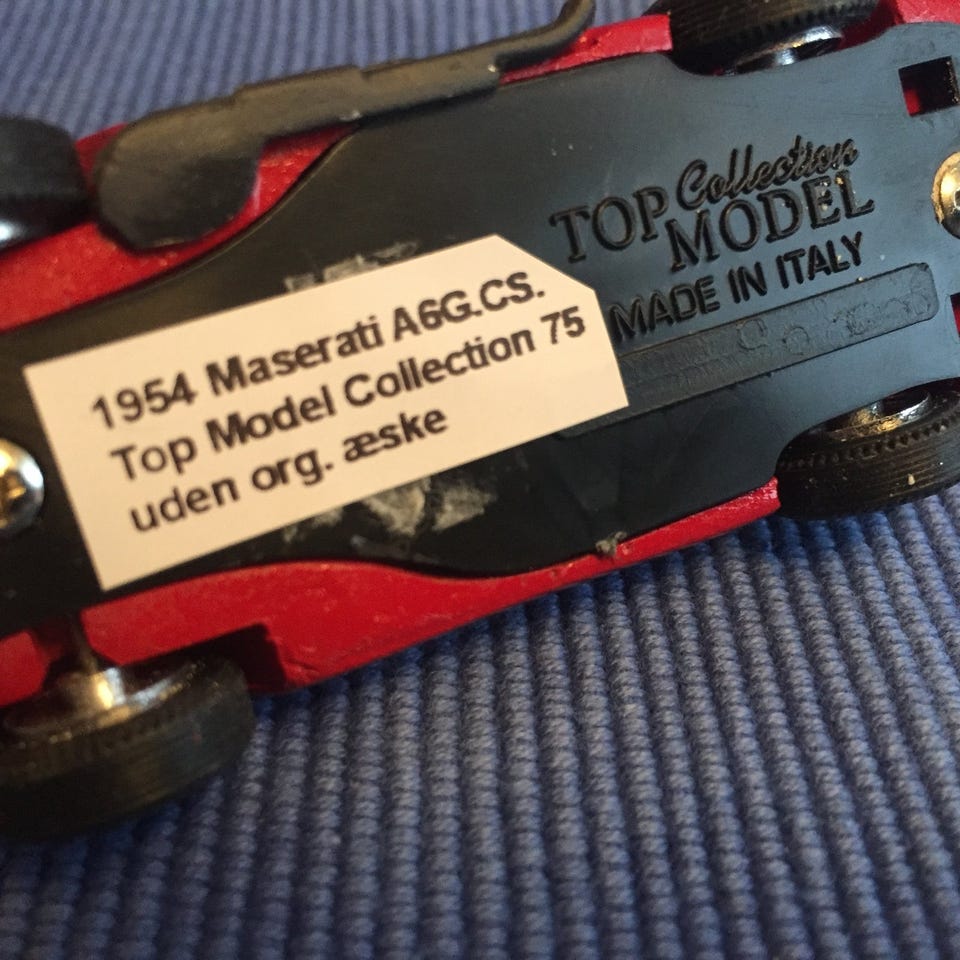 TOP Collection
MODEL
MADE IN ITALY
1954 Maserati A6G.CS.
Top Model Collection 75
uden org. æske